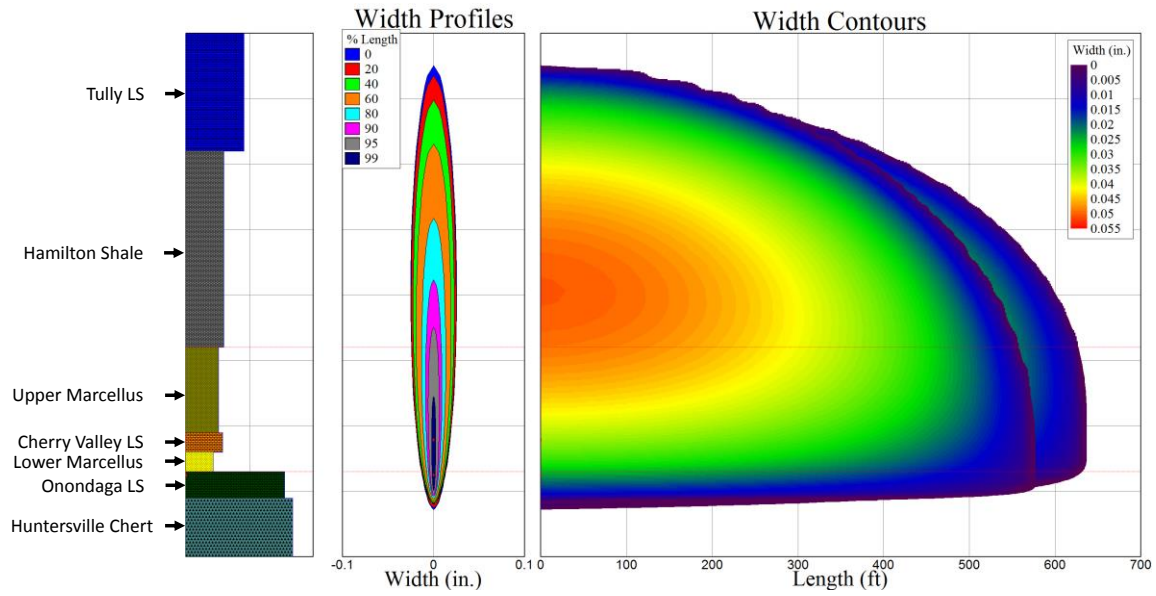 Width Profiles
Width Contours
% Length
0
20
40
60
80
90
95
99
Width (in.)
0
0.005
0.01
0.015
0.02
0.025
0.03
0.035
0.04
0.045
0.05
0.055
Tully LS
Hamilton Shale
Upper Marcellus
Cherry Valley LS
Lower Marcellus
Onondaga LS
Huntersville Chert
-0.1 0 0.1
Width (in.)
0 100 200 300 400 500 600 700
Length (ft)